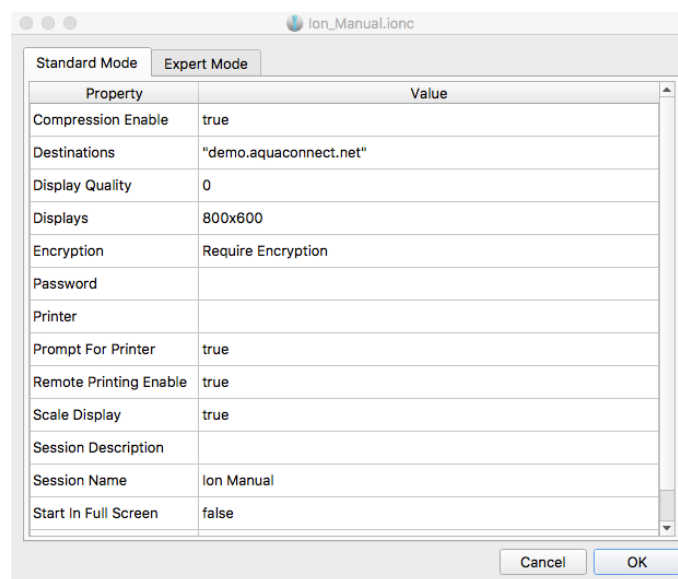 Ion_Manual.ionc
Standard Mode Expert Mode
Property Value
Compression Enable true
Destinations "demo.aquaconnect.net"
Display Quality 0
Displays 800x600
Encryption Require Encryption
Password
Printer
Prompt For Printer true
Remote Printing Enable true
Scale Display true
Session Description
Session Name Ion Manual
Start In Full Screen false
Cancel OK